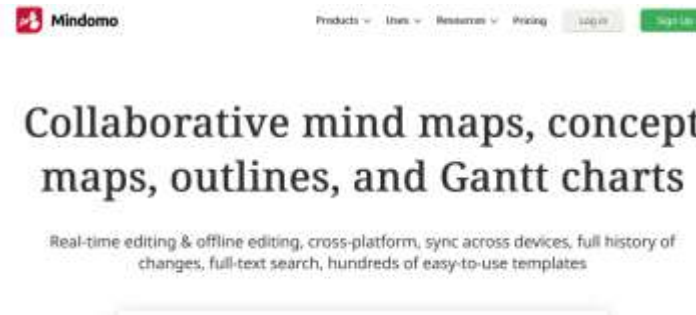 Mindomo
Products Uses Resources Pricing Log in Sign Up
Collaborative mind maps, concept
maps, outlines, and Gantt charts
Real-time editing & offline editing, cross-platform, sync across devices, full history of
changes, full-text search, hundreds of easy-to-use templates